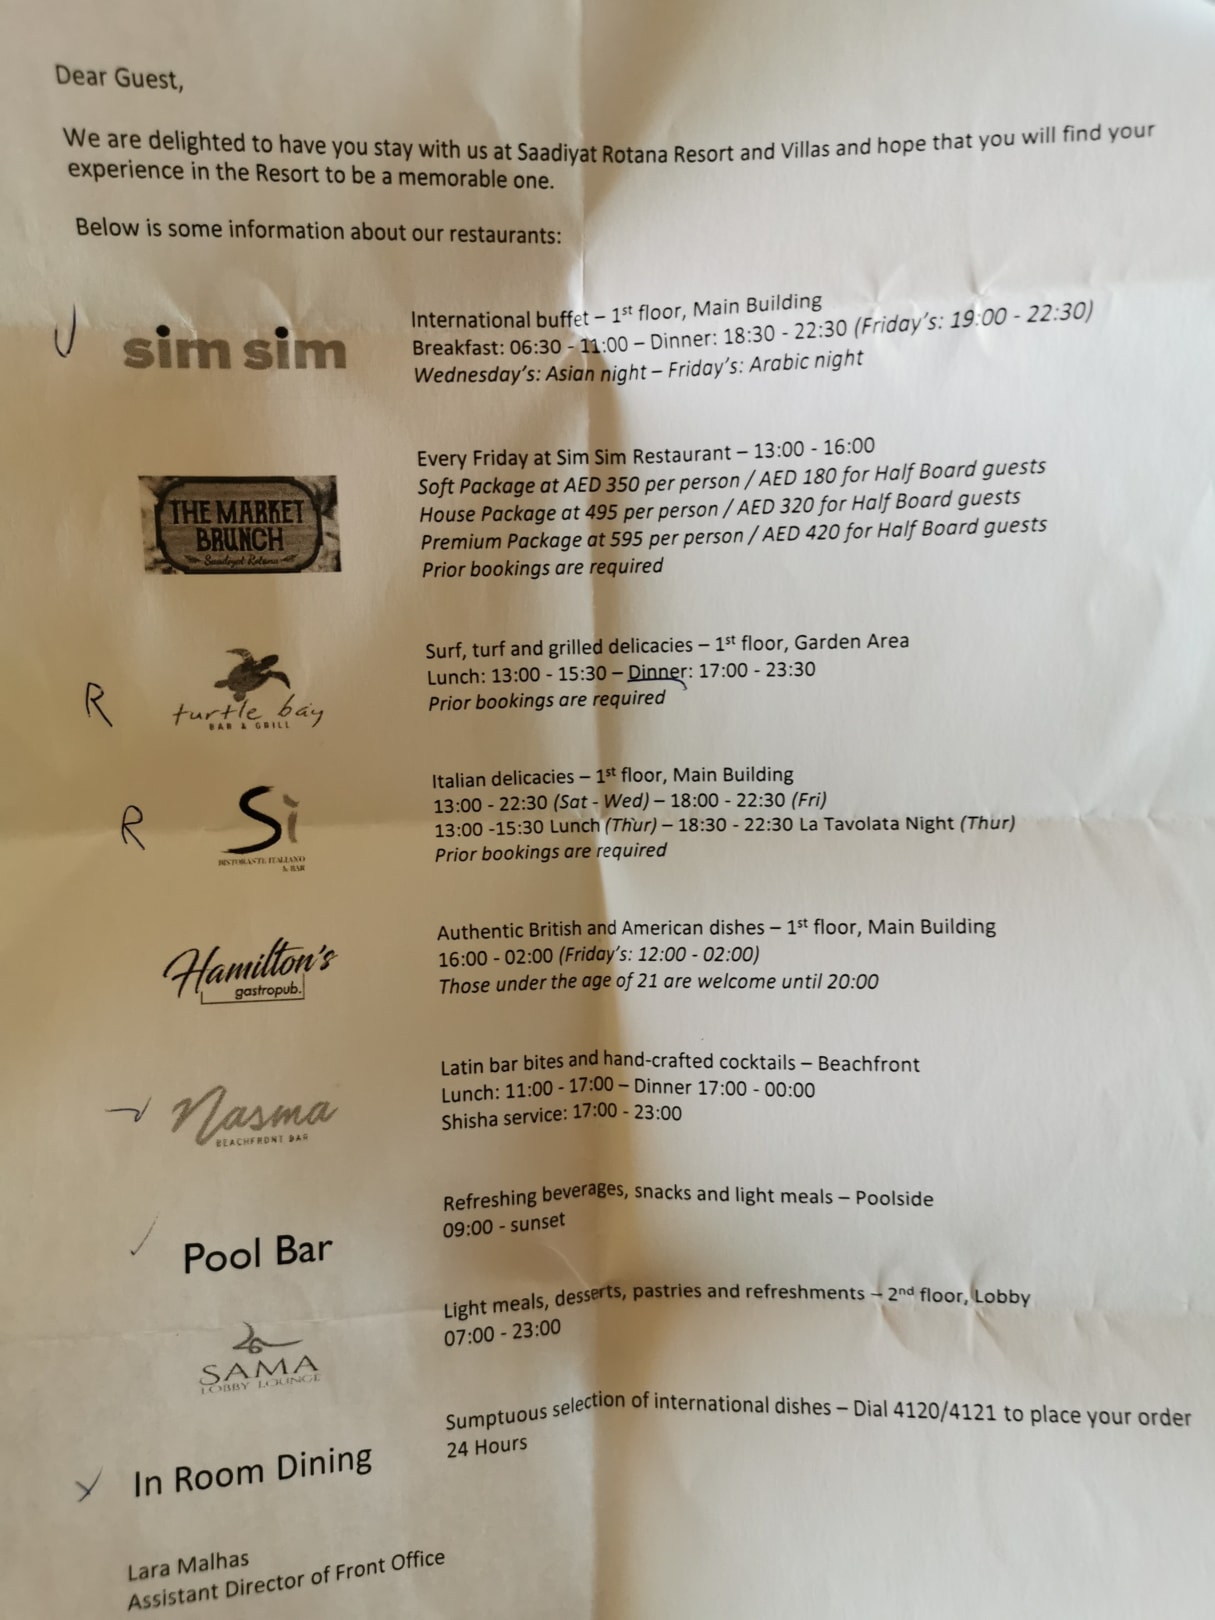 Dear Guest,
We are delighted to have you stay with us at Saadiyat Rotana Resort and Villas and hope that you will find your
experience in the Resort to be a memorable one.
Below is some information about our restaurants:
sim sim
International buffet – 1st floor, Main Building
Breakfast: 06:30 - 11:00 – Dinner: 18:30 - 22:30 (Friday's: 19:00 - 22:30)
Wednesday's: Asian night – Friday's: Arabic night
THE MARKET
BRUNCH
Saadiyat Rotana
Every Friday at Sim Sim Restaurant – 13:00 - 16:00
Soft Package at AED 350 per person / AED 180 for Half Board guests
House Package at 495 per person / AED 320 for Half Board guests
Premium Package at 595 per person / AED 420 for Half Board guests
Prior bookings are required
R
turtle bay
BAR & GRILL
Surf, turf and grilled delicacies – 1st floor, Garden Area
Lunch: 13:00 - 15:30 – Dinner: 17:00 - 23:30
Prior bookings are required
R
Sì
RISTORANTE ITALIANO
& BAR
Italian delicacies – 1st floor, Main Building
13:00 - 22:30 (Sat - Wed) – 18:00 - 22:30 (Fri)
13:00 -15:30 Lunch (Thur) – 18:30 - 22:30 La Tavolata Night (Thur)
Prior bookings are required
Hamilton's
gastropub.
Authentic British and American dishes – 1st floor, Main Building
16:00 - 02:00 (Friday's: 12:00 - 02:00)
Those under the age of 21 are welcome until 20:00
nasma
BEACHFRONT BAR
Latin bar bites and hand-crafted cocktails – Beachfront
Lunch: 11:00 - 17:00 – Dinner 17:00 - 00:00
Shisha service: 17:00 - 23:00
Pool Bar
Refreshing beverages, snacks and light meals – Poolside
09:00 - sunset
SAMA
LOBBY LOUNGE
Light meals, desserts, pastries and refreshments – 2nd floor, Lobby
07:00 - 23:00
In Room Dining
Sumptuous selection of international dishes – Dial 4120/4121 to place your order
24 Hours
Lara Malhas
Assistant Director of Front Office